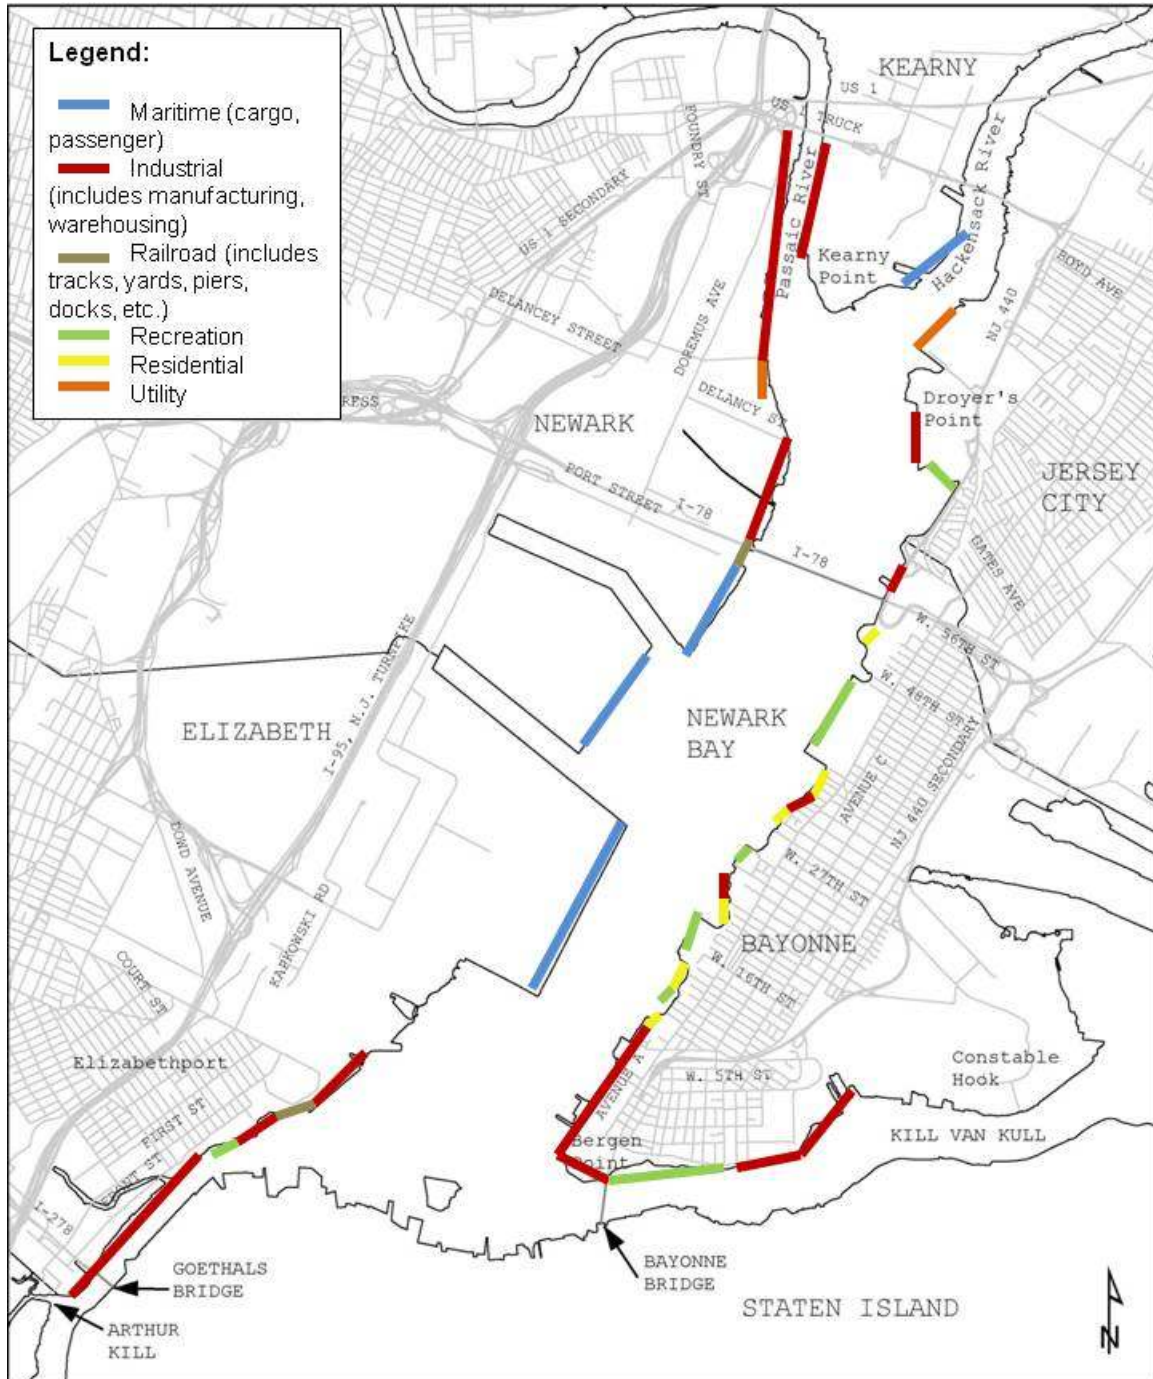 Legend:
Maritime (cargo,
passenger)
Industrial
(includes manufacturing,
warehousing)
Railroad (includes
tracks, yards, piers,
docks, etc.)
Recreation
Residential
Utility
KEARNY
US 1
TRUCK
FOUNDRY ST
US 1 SECONDARY
Passaic River
Hackensack River
Kearny
Point
BOYD AVE
NJ 440
DELANCEY STREET
DOREMUS AVE
RESS
DELANCY ST
NEWARK
Droyer's
Point
JERSEY
CITY
PORT STREET
I-78
I-78
GATES AVE
W. 56TH ST
W. 48TH ST
I-95, N.J. TURNPIKE
ELIZABETH
NEWARK
BAY
AVENUE C
NJ 440 SECONDARY
DOWD AVENUE
W. 27TH ST
KAPKOWSKI RD
BAYONNE
W. 16TH ST
COURT ST
Elizabethport
Constable
Hook
W. 5TH ST
AVENUE A
FIRST ST
Bergen
Point
KILL VAN KULL
I-278
GOETHALS
BRIDGE
BAYONNE
BRIDGE
STATEN ISLAND
ARTHUR
KILL
N